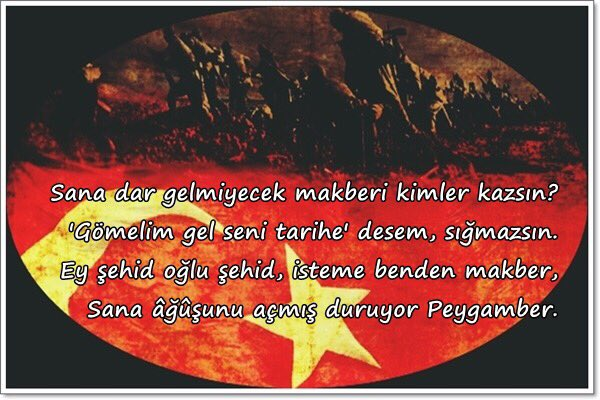 Sana dar gelmiyecek makberi kimler kazsın?
'Gömelim gel seni tarihe' desem, sığmazsın.
Ey şehid oğlu şehid, isteme benden makber,
Sana âğûşunu açmış duruyor Peygamber.